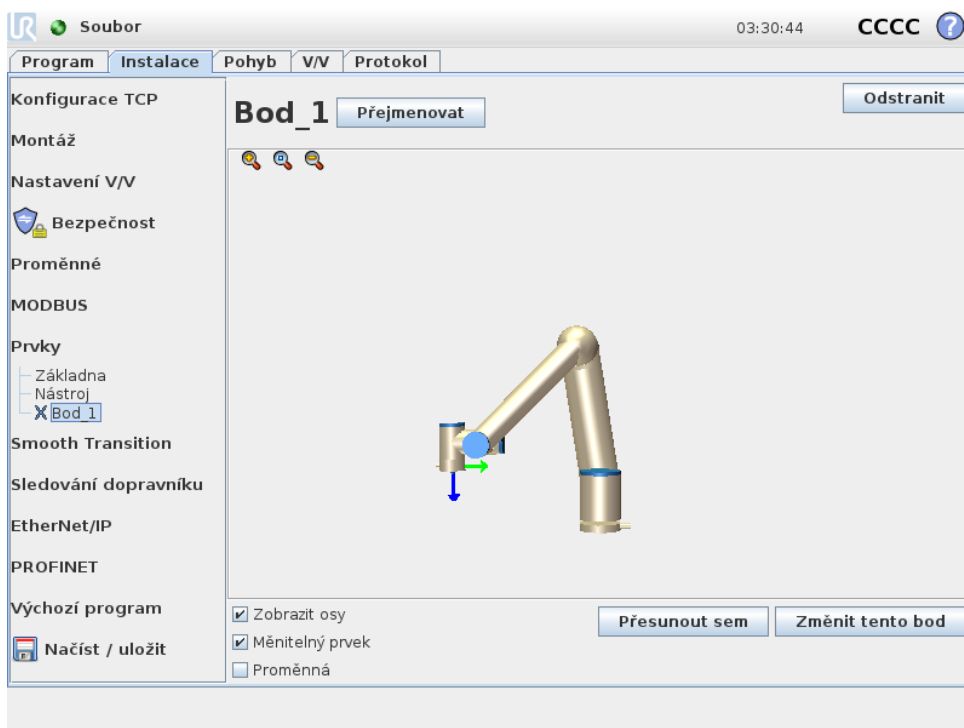 UR Soubor 03:30:44 CCCC ?
Program Instalace Pohyb V/V Protokol
Konfigurace TCP
Montáž
Nastavení V/V
Bezpečnost
Proměnné
MODBUS
Prvky
Základna
Nástroj
Bod_1
Smooth Transition
Sledování dopravníku
EtherNet/IP
PROFINET
Výchozí program
Načíst / uložit
Bod_1 Přejmenovat Odstranit
Zobrazit osy
Měnitelný prvek
Proměnná
Přesunout sem Změnit tento bod